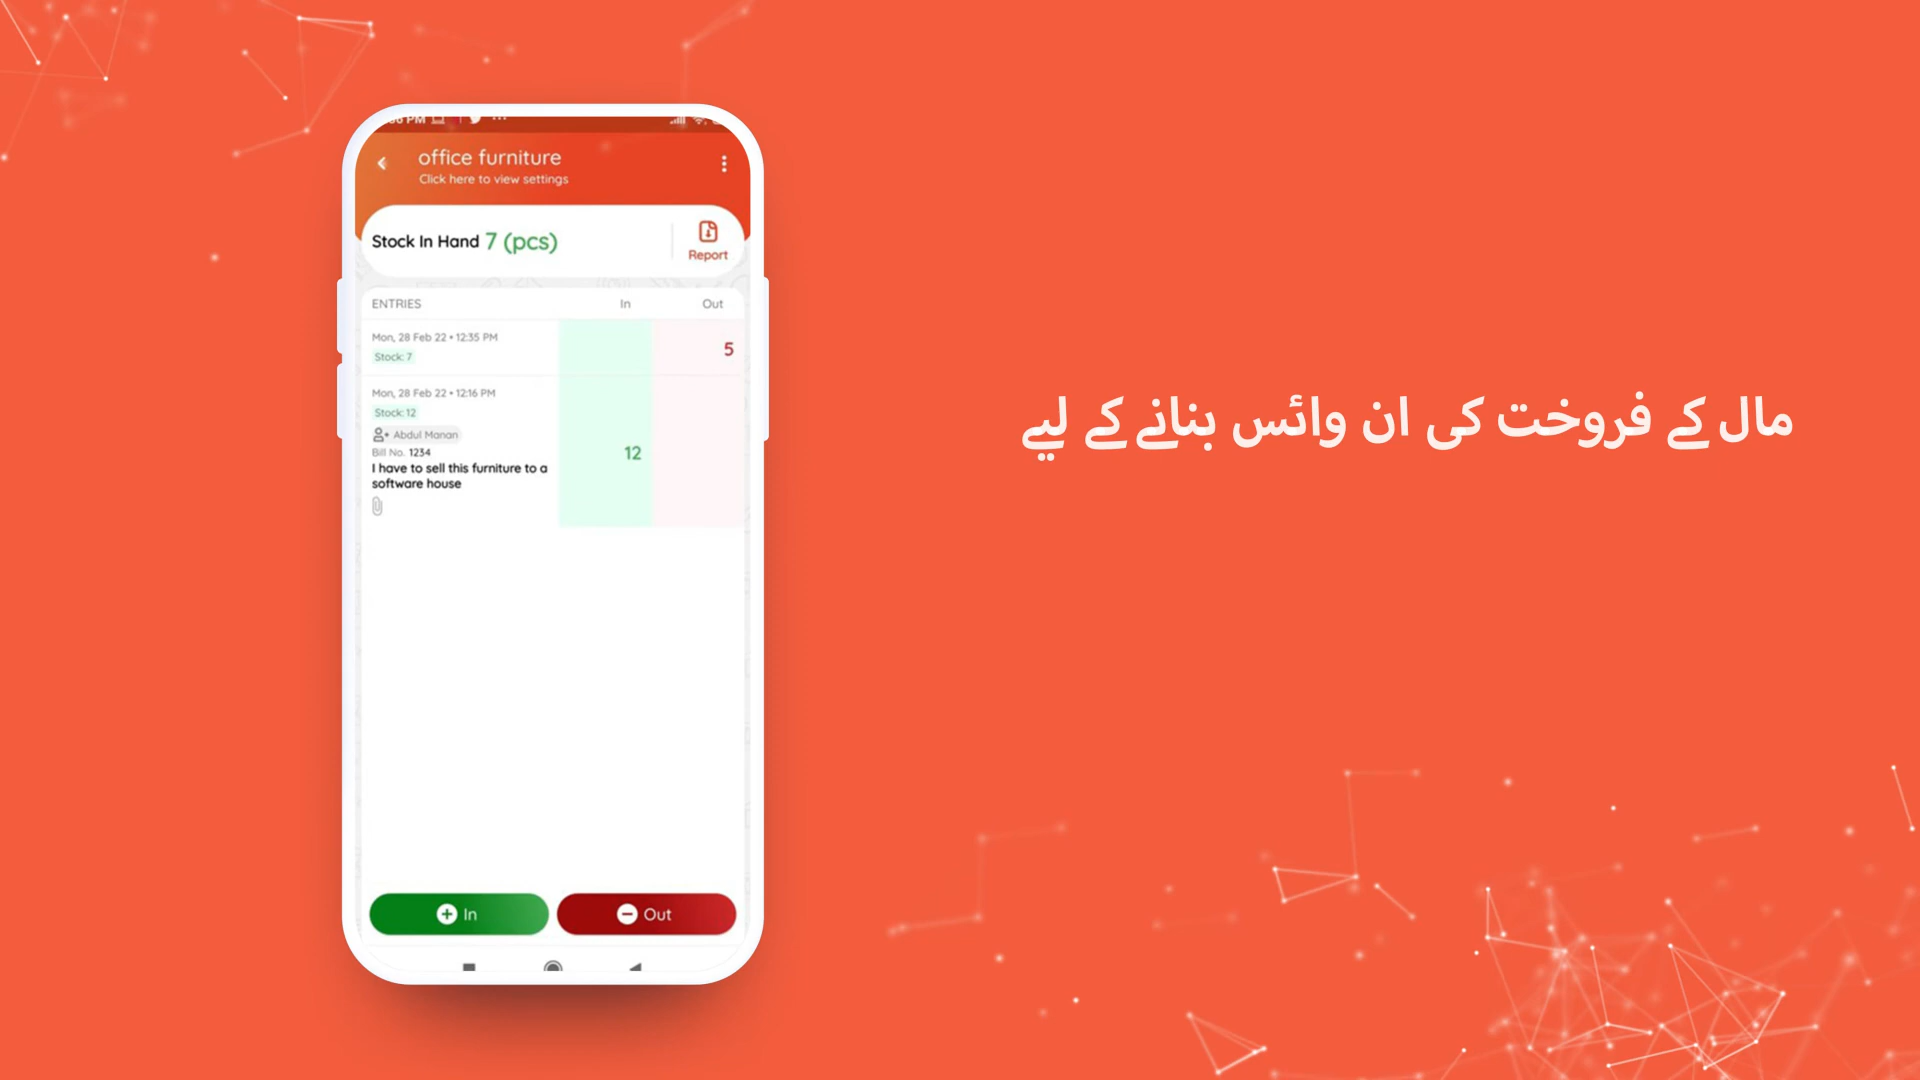 PM
office furniture
Click here to view settings
Stock In Hand 7 (pcs)
Report
ENTRIES In Out
Mon, 28 Feb 22 • 12:35 PM
Stock: 7
5
Mon, 28 Feb 22 • 12:16 PM
Stock: 12
Abdul Manan
Bill No. 1234
12
I have to sell this furniture to a
software house
In
Out
مال کے فروخت کی ان وائس بنانے کے لیے